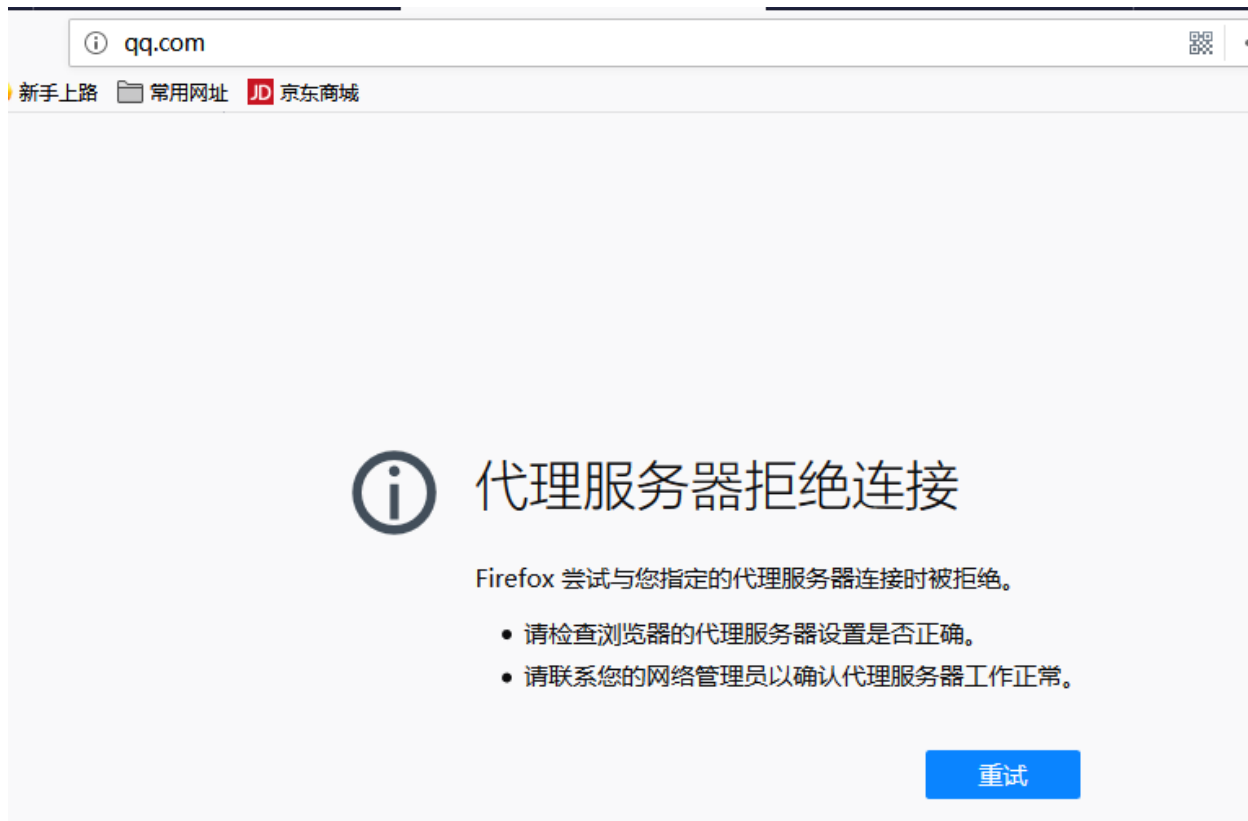 qq.com
新手上路 常用网址 JD 京东商城
代理服务器拒绝连接
Firefox 尝试与您指定的代理服务器连接时被拒绝。
• 请检查浏览器的代理服务器设置是否正确。
• 请联系您的网络管理员以确认代理服务器工作正常。
重试